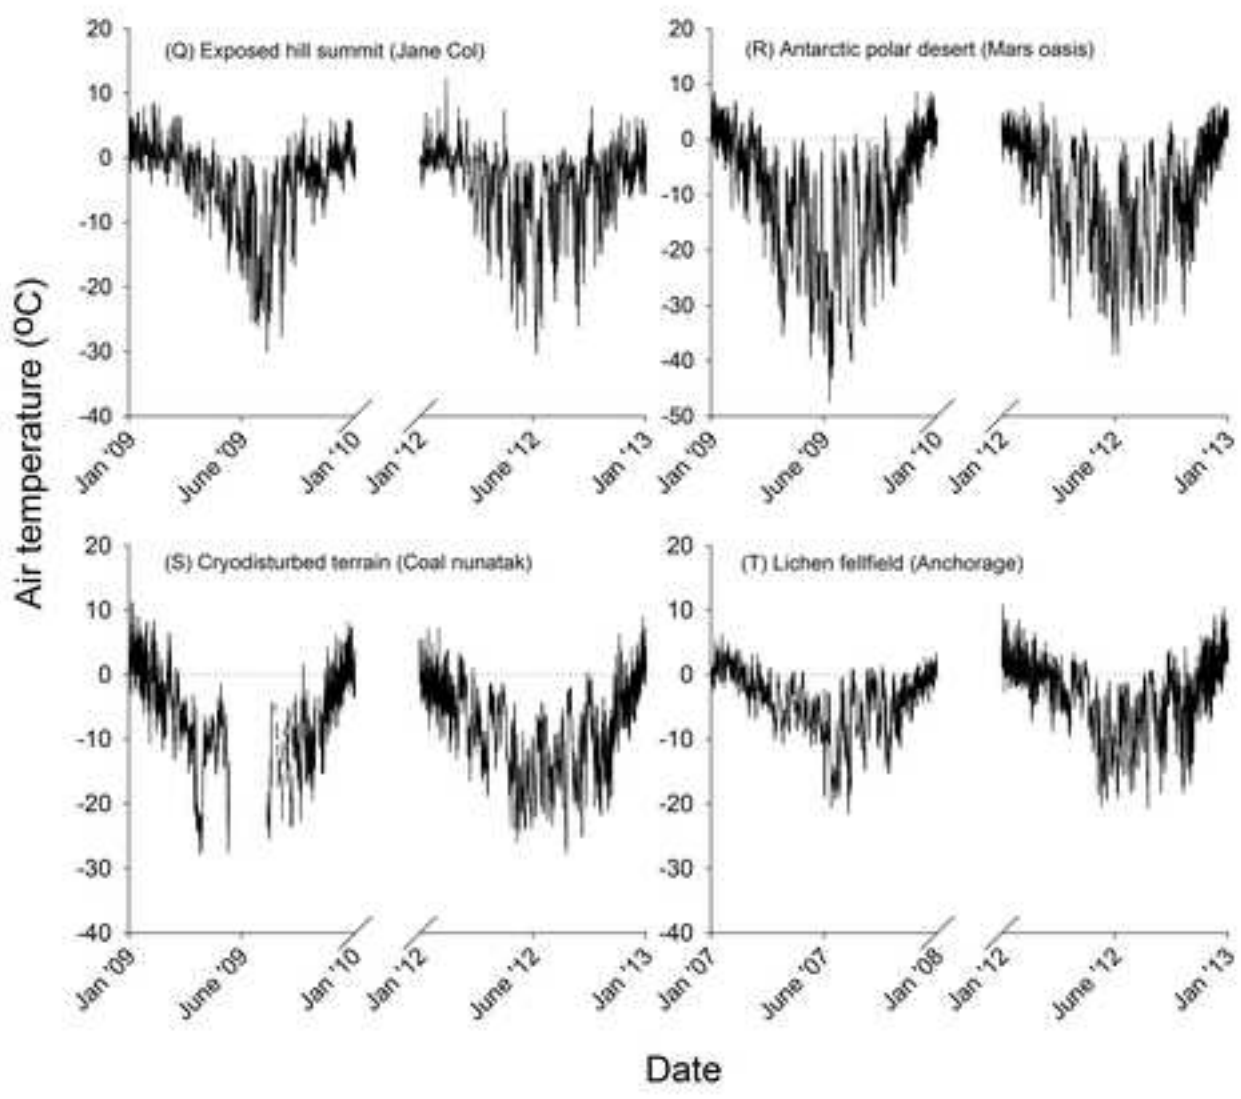 Air temperature (ºC)
(Q) Exposed hill summit (Jane Col)
20
10
0
-10
-20
-30
-40
Jan '09
June '09
Jan '10
Jan '12
June '12
Jan '13
(R) Antarctic polar desert (Mars oasis)
20
10
0
-10
-20
-30
-40
-50
Jan '09
June '09
Jan '10
Jan '12
June '12
Jan '13
(S) Cryodisturbed terrain (Coal nunatak)
20
10
0
-10
-20
-30
-40
Jan '09
June '09
Jan '10
Jan '12
June '12
Jan '13
(T) Lichen fellfield (Anchorage)
20
10
0
-10
-20
-30
-40
Jan '07
June '07
Jan '08
Jan '12
June '12
Jan '13
Date